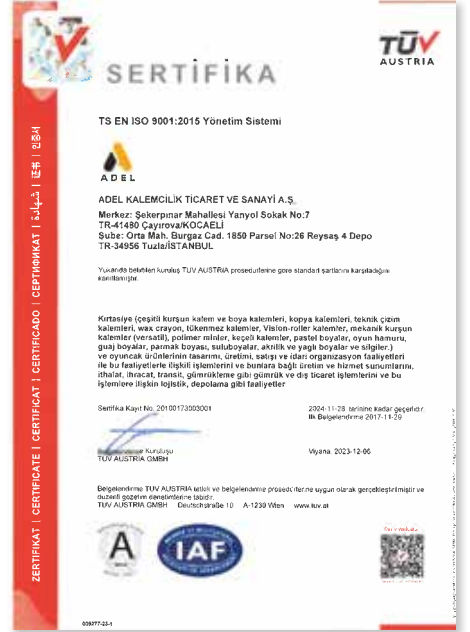 TÜV
AUSTRIA
SERTİFİKA
TS EN ISO 9001:2015 Yönetim Sistemi
ADEL
ADEL KALEMCİLİK TİCARET VE SANAYİ A.Ş.
Merkez: Şekerpınar Mahallesi Yanyol Sokak No:7
TR-41480 Çayırova/KOCAELİ
Şube: Orta Mah. Burgaz Cad. 1850 Parsel No:26 Reysaş 4 Depo
TR-34956 Tuzla/İSTANBUL
Yukarıda belirtilen kuruluş TÜV AUSTRIA prosedürlerine göre standart şartlarını karşıladığını
kanıtlamıştır.
Kırtasiye (çeşitli kurşun kalem ve boya kalemleri, kopya kalemleri, teknik çizim
kalemleri, wax crayon, tükenmez kalemler, Vision-roller kalemler, mekanik kurşun
kalemler (versatil), polimer minler, keçeli kalemler, pastel boyalar, oyun hamuru,
guaj boyalar, parmak boyası, suluboyalar, akrilik ve yağlı boyalar ve silgiler.)
ve oyuncak ürünlerinin tasarımı, üretimi, satışı ve idari organizasyon faaliyetleri
ile bu faaliyetlerle ilişkili işlemlerini ve bunlara bağlı üretim ve hizmet sunumlarını,
ithalat, ihracat, transit, gümrükleme gibi gümrük ve dış ticaret işlemlerini ve bu
işlemlere ilişkin lojistik, depolama gibi faaliyetler
Sertifika Kayıt No. 20100173003001
2024-11-28 tarihine kadar geçerlidir.
İlk Belgelendirme 2017-11-29
Kuruluşu
TÜV AUSTRIA GMBH
Viyana, 2023-12-06
Belgelendirme TÜV AUSTRIA tetkik ve belgelendirme prosedürlerine uygun olarak gerçekleştirilmiştir ve
düzenli gözetim denetimlerine tabidir.
TÜV AUSTRIA GMBH Deutschstraße 10 A-1230 Wien www.tuv.at
A
IAF
ZERTIFIKAT | CERTIFICATE | CERTIFICAT | CERTIFICADO | СЕРТИФИКАТ | شهادة | 证书 | 인증서